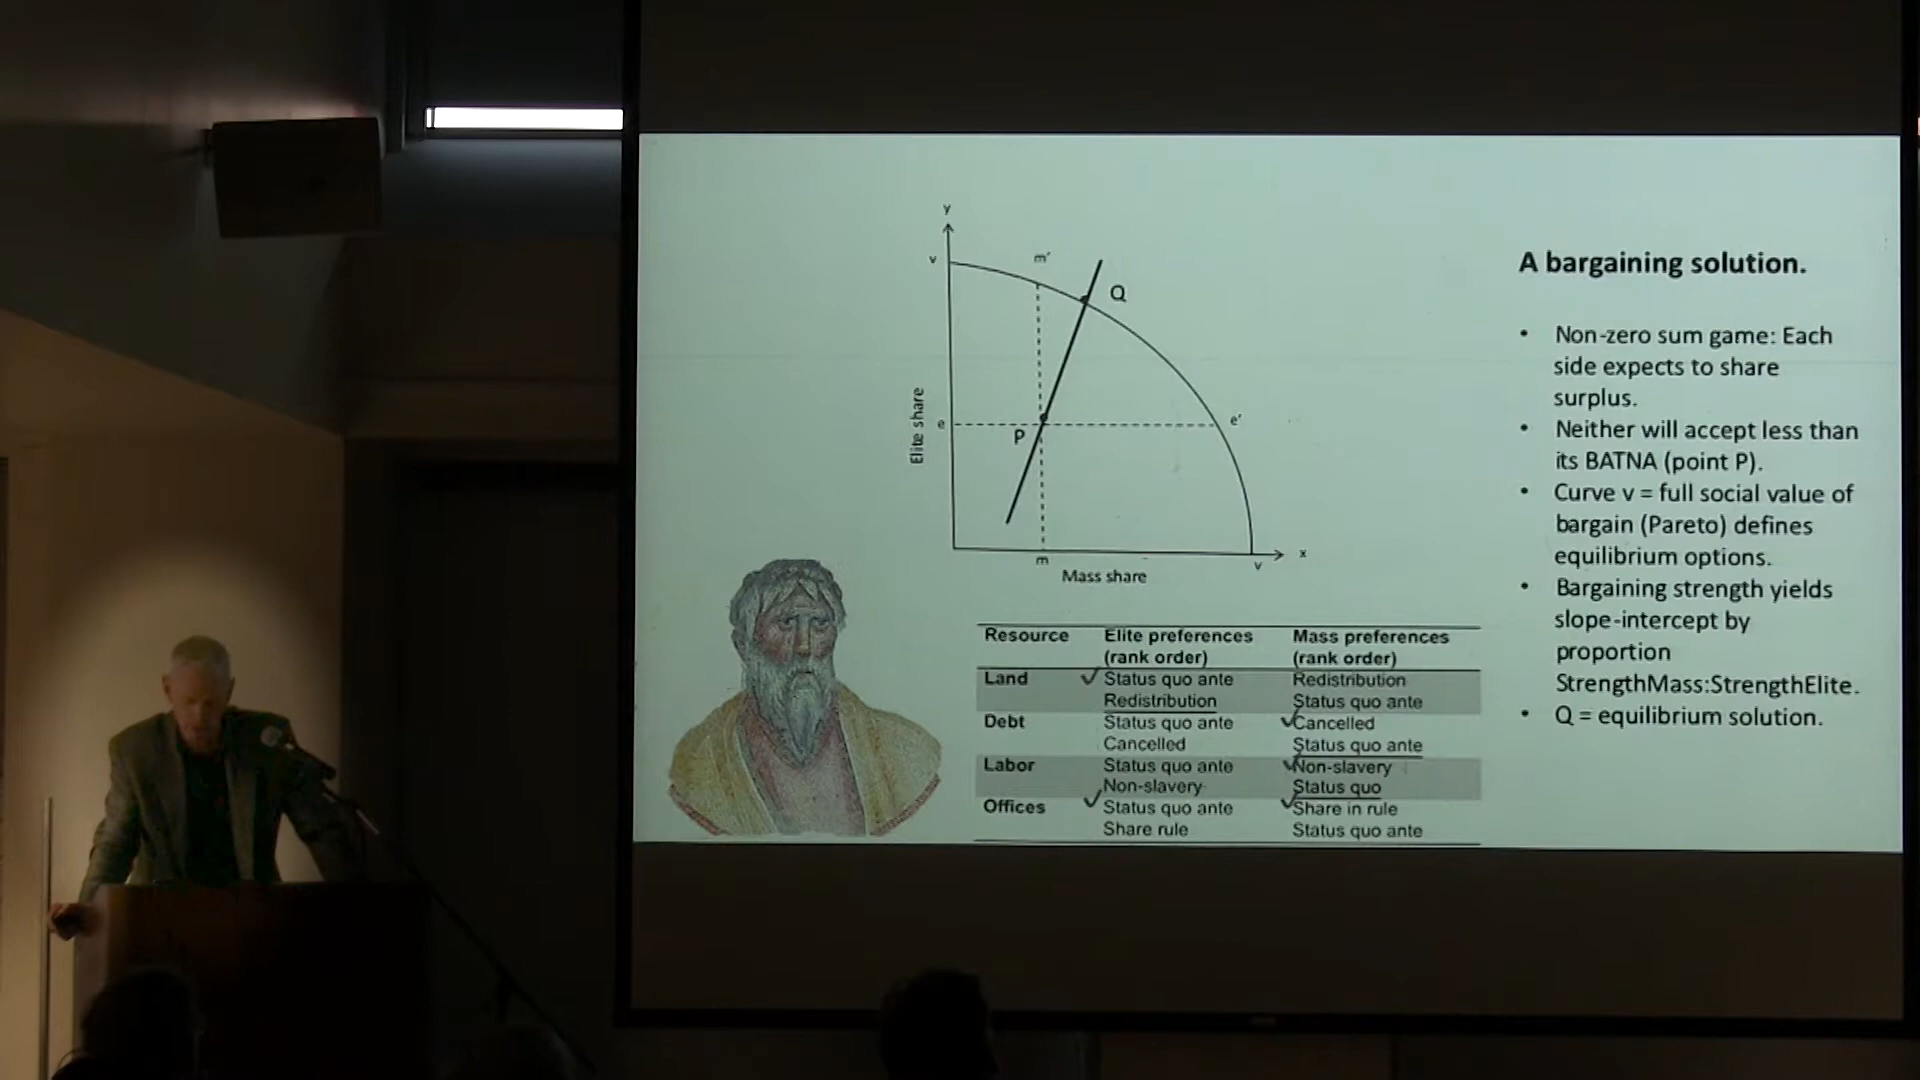 y
v
m'
Q
Elite share
e
P
e'
m
v
x
Mass share
Resource Elite preferences (rank order) Mass preferences (rank order)
Land ✓ Status quo ante Redistribution
Redistribution Status quo ante
Debt Status quo ante ✓ Cancelled
Cancelled Status quo ante
Labor Status quo ante ✓ Non-slavery
Non-slavery Status quo
Offices ✓ Status quo ante ✓ Share in rule
Share rule Status quo ante
A bargaining solution.
• Non-zero sum game: Each
side expects to share
surplus.
• Neither will accept less than
its BATNA (point P).
• Curve v = full social value of
bargain (Pareto) defines
equilibrium options.
• Bargaining strength yields
slope-intercept by
proportion
StrengthMass:StrengthElite.
• Q = equilibrium solution.